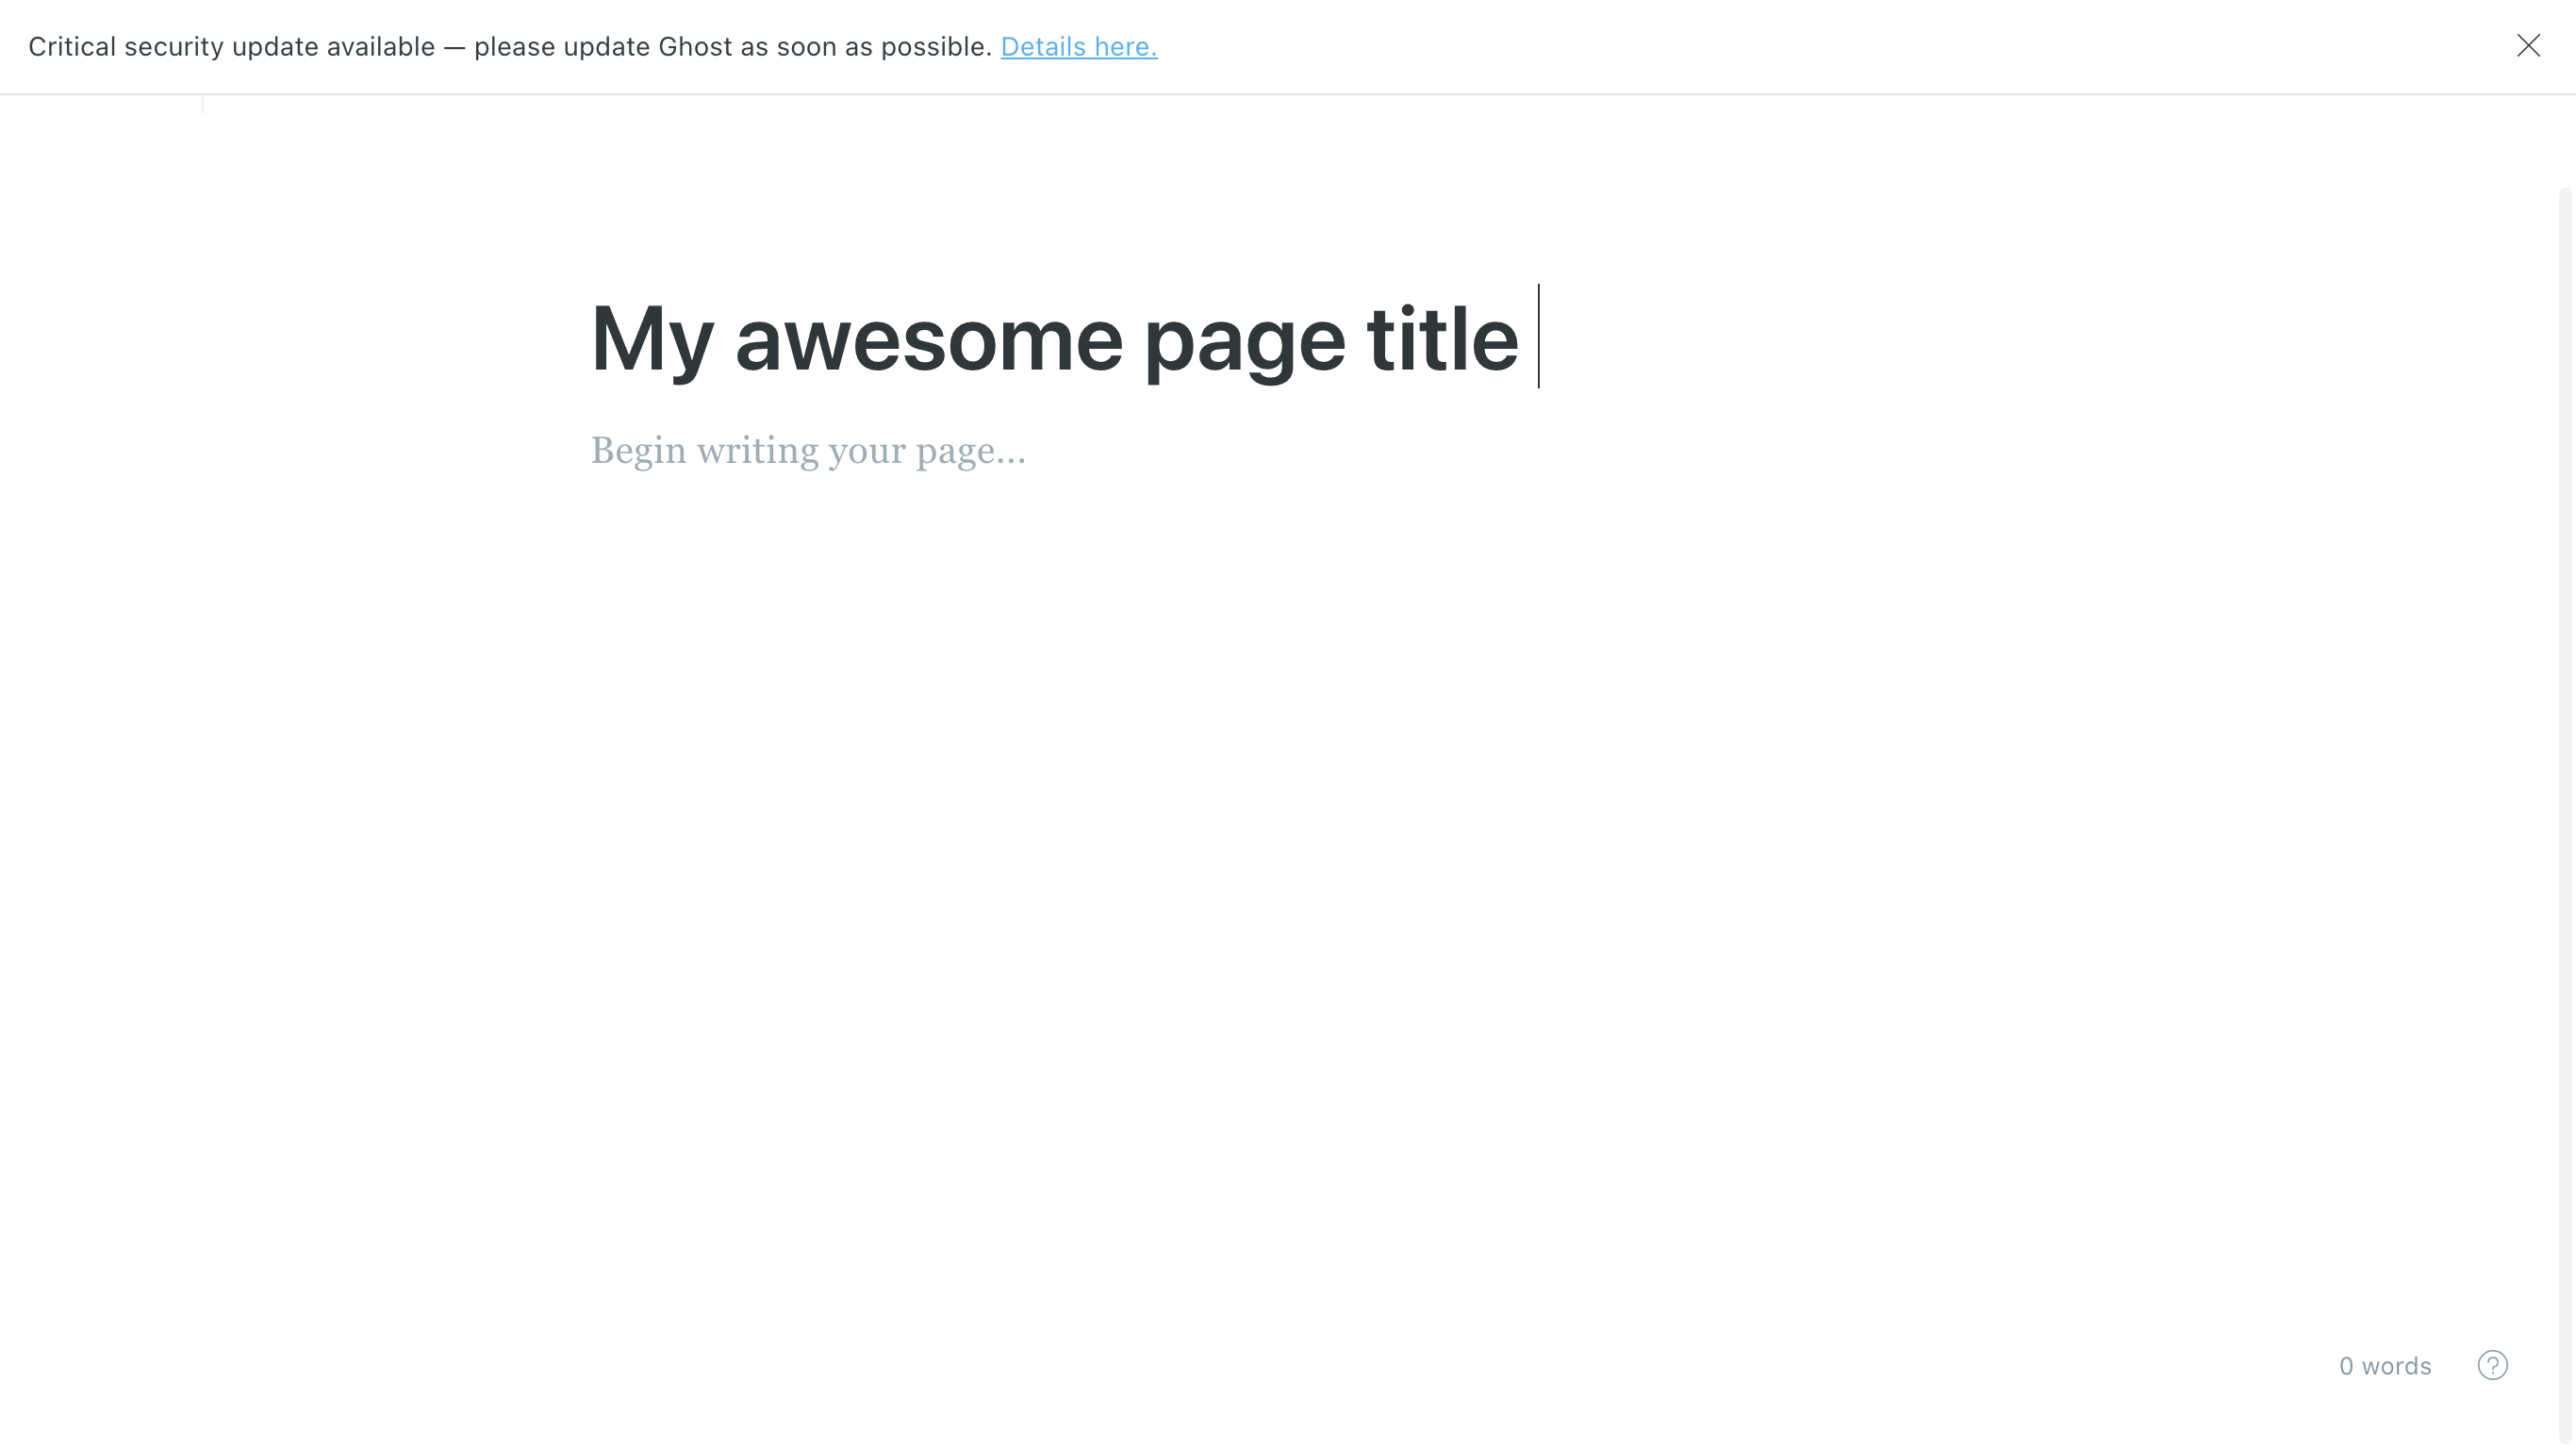 Critical security update available — please update Ghost as soon as possible. Details here.
My awesome page title
Begin writing your page...
0 words
?